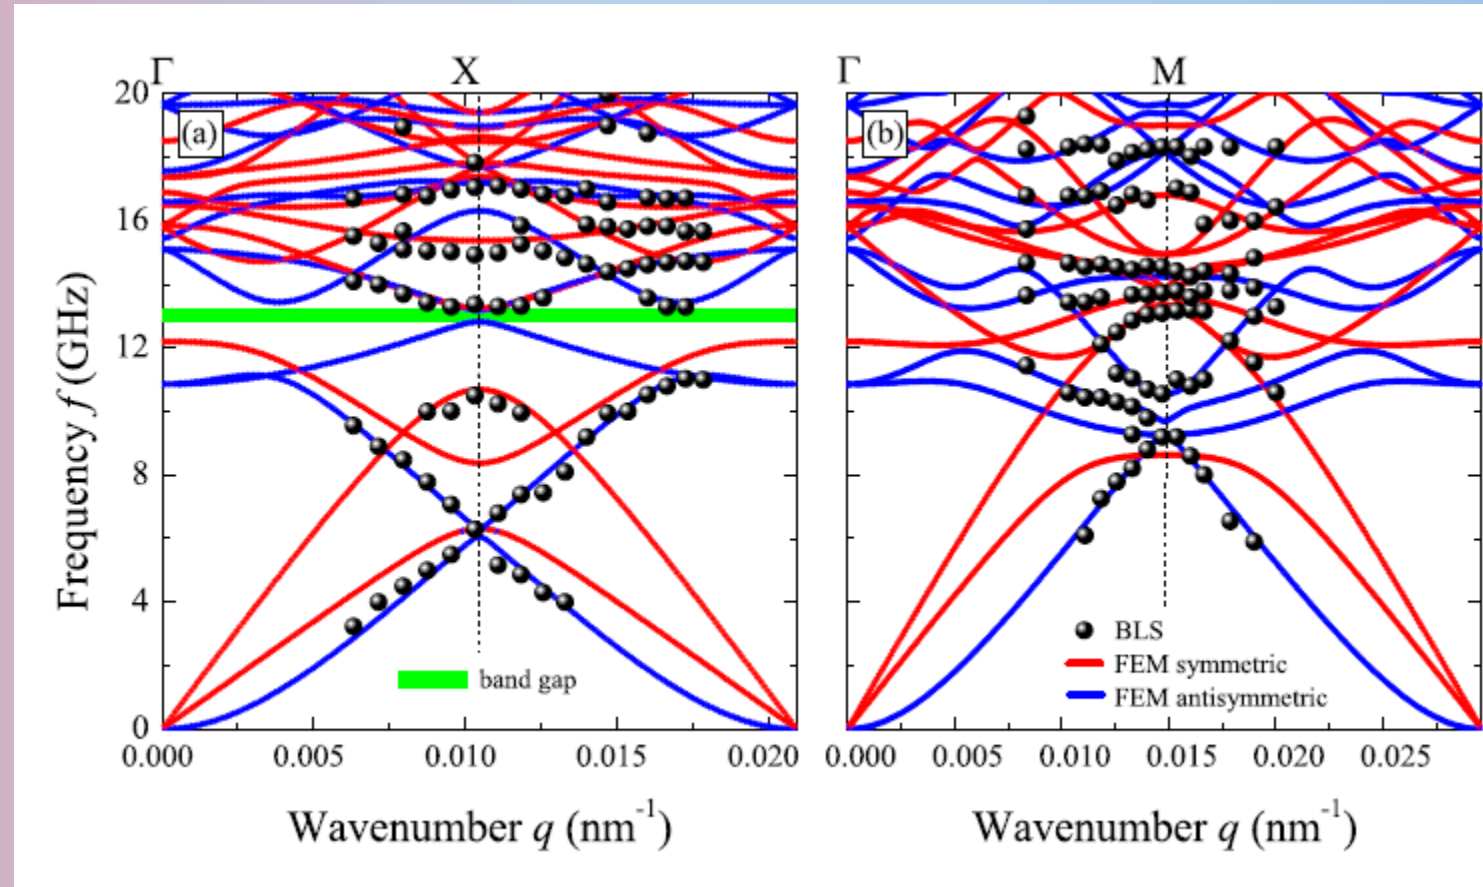 Γ X Γ M
20
(a) (b)
16
12
8
4
0
Frequency f (GHz)
band gap
BLS
FEM symmetric
FEM antisymmetric
0.000 0.005 0.010 0.015 0.020 0.000 0.005 0.010 0.015 0.020 0.025
Wavenumber q (nm⁻¹) Wavenumber q (nm⁻¹)